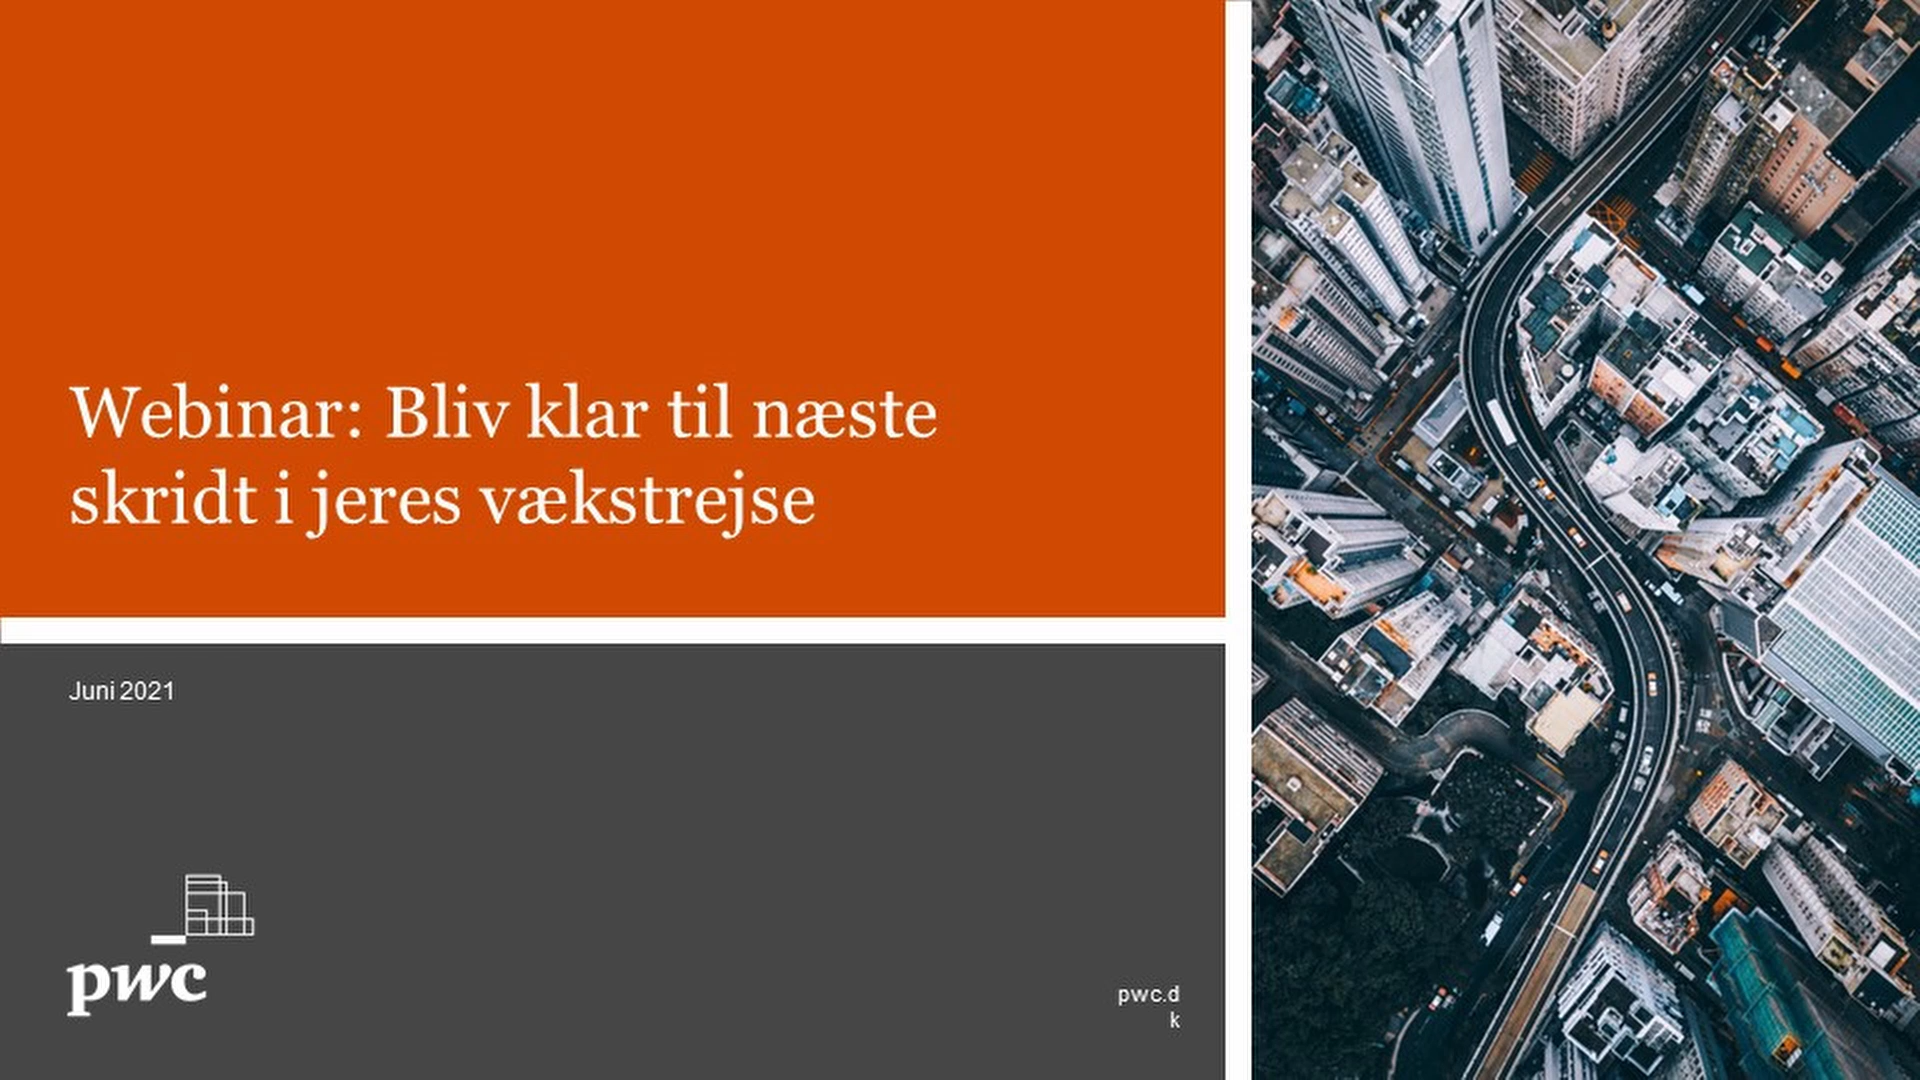 Webinar: Bliv klar til næste
skridt i jeres vækstrejse
Juni 2021
pwc
pwc.d
k